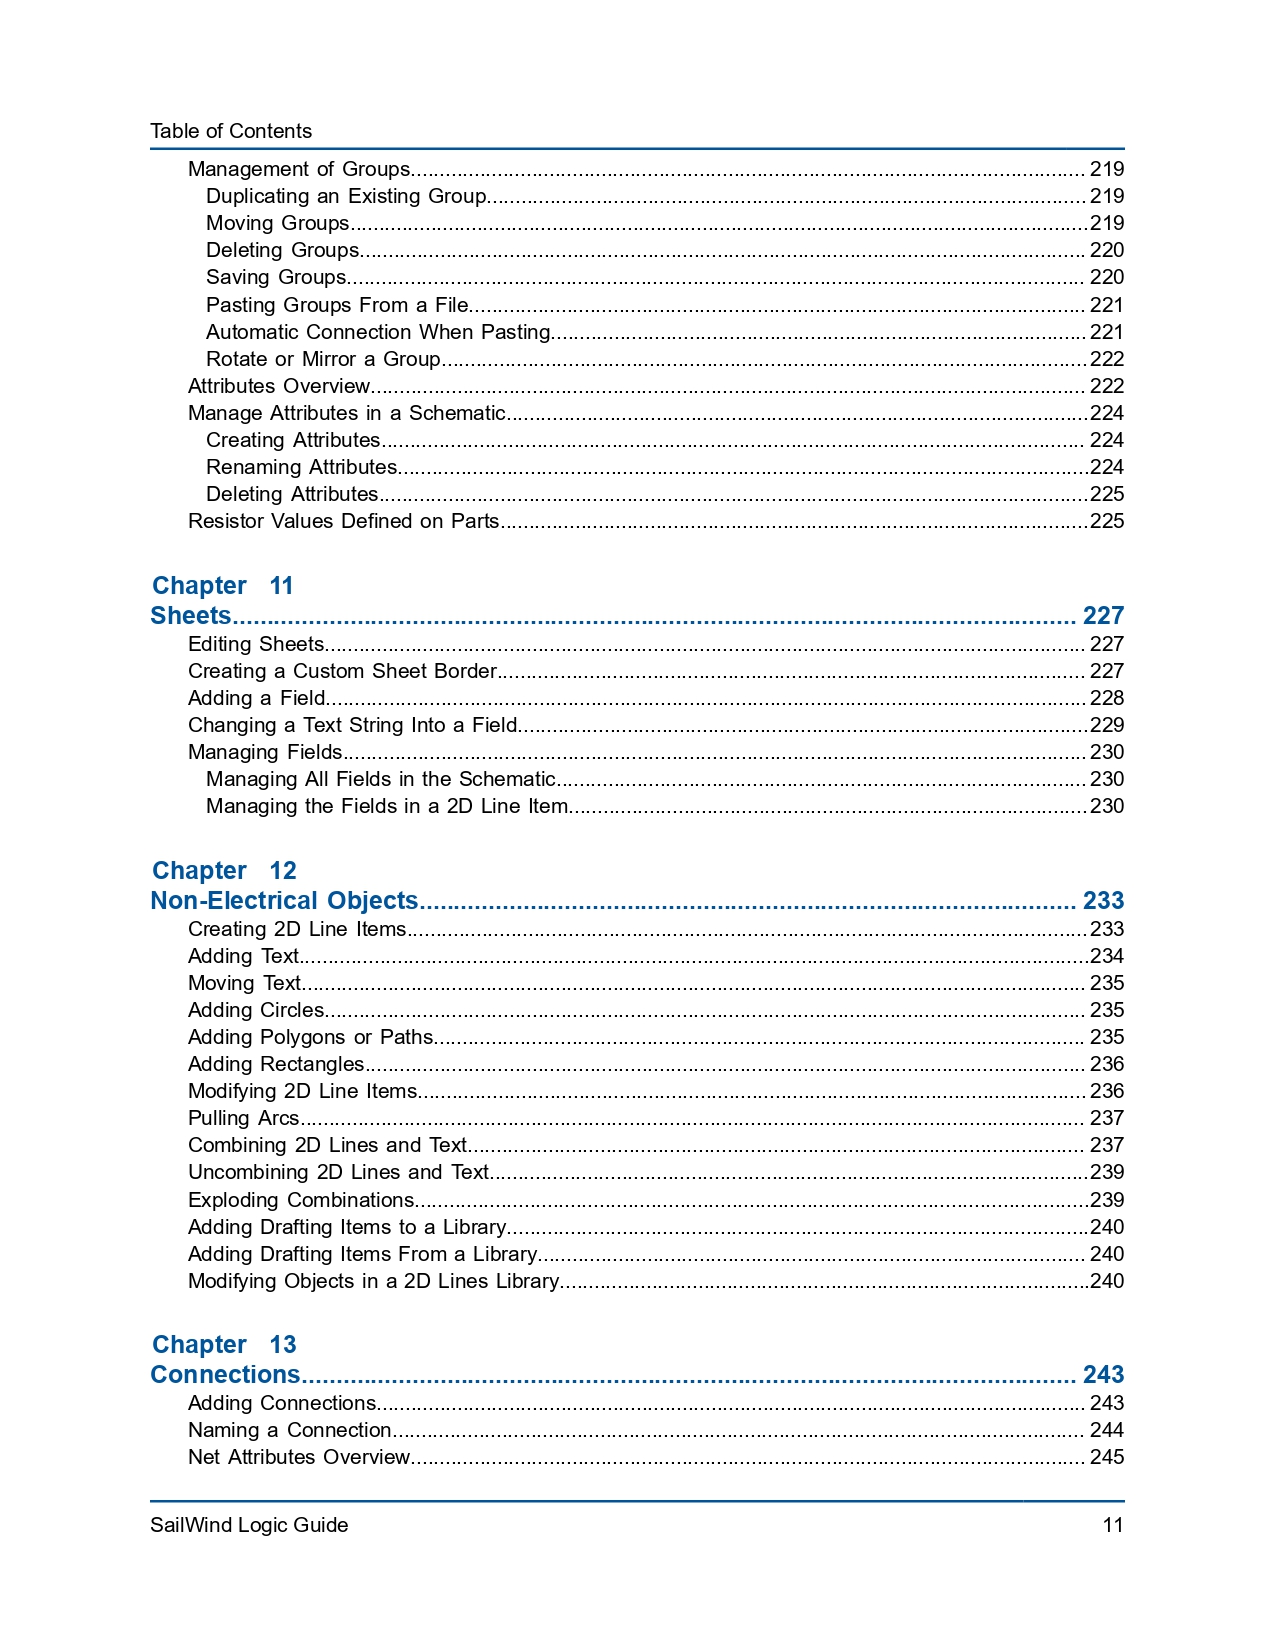 Table of Contents
Management of Groups........................................................................ 219
Duplicating an Existing Group........................................................................ 219
Moving Groups........................................................................219
Deleting Groups........................................................................ 220
Saving Groups........................................................................ 220
Pasting Groups From a File........................................................................ 221
Automatic Connection When Pasting........................................................................ 221
Rotate or Mirror a Group........................................................................222
Attributes Overview........................................................................ 222
Manage Attributes in a Schematic........................................................................224
Creating Attributes........................................................................ 224
Renaming Attributes........................................................................224
Deleting Attributes........................................................................225
Resistor Values Defined on Parts........................................................................225
Chapter 11
Sheets........................................................................ 227
Editing Sheets........................................................................ 227
Creating a Custom Sheet Border........................................................................ 227
Adding a Field........................................................................ 228
Changing a Text String Into a Field........................................................................229
Managing Fields........................................................................ 230
Managing All Fields in the Schematic........................................................................ 230
Managing the Fields in a 2D Line Item........................................................................230
Chapter 12
Non-Electrical Objects........................................................................ 233
Creating 2D Line Items........................................................................233
Adding Text........................................................................234
Moving Text........................................................................ 235
Adding Circles........................................................................ 235
Adding Polygons or Paths........................................................................ 235
Adding Rectangles........................................................................ 236
Modifying 2D Line Items........................................................................ 236
Pulling Arcs........................................................................ 237
Combining 2D Lines and Text........................................................................ 237
Uncombining 2D Lines and Text........................................................................239
Exploding Combinations........................................................................239
Adding Drafting Items to a Library........................................................................240
Adding Drafting Items From a Library........................................................................ 240
Modifying Objects in a 2D Lines Library........................................................................240
Chapter 13
Connections........................................................................ 243
Adding Connections........................................................................ 243
Naming a Connection........................................................................ 244
Net Attributes Overview........................................................................ 245
SailWind Logic Guide 11